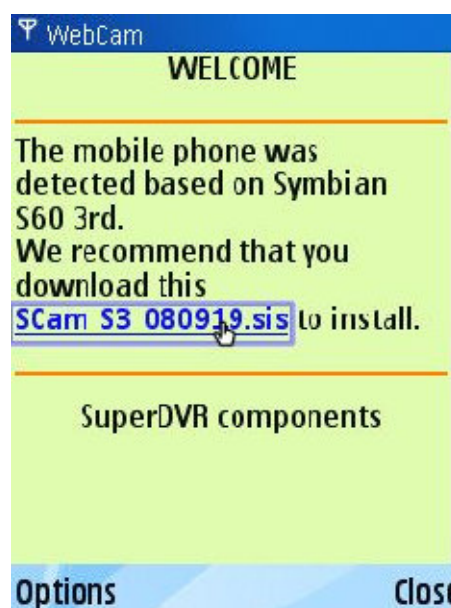 WebCam
WELCOME
The mobile phone was
detected based on Symbian
S60 3rd.
We recommend that you
download this
SCam S3 080919.sis to install.
SuperDVR components
Options Close